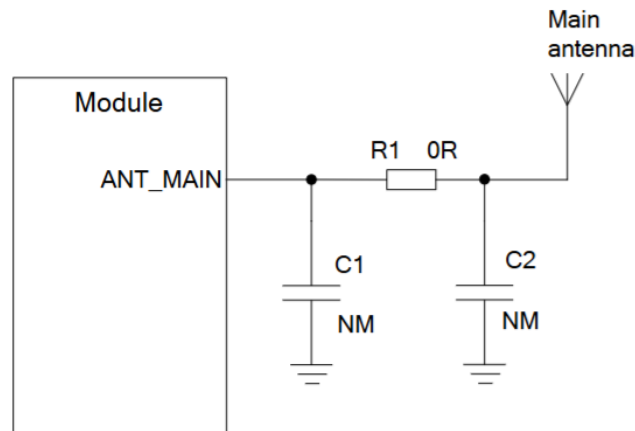 Main
antenna
Module
R1 0R
ANT_MAIN
C1
C2
NM
NM